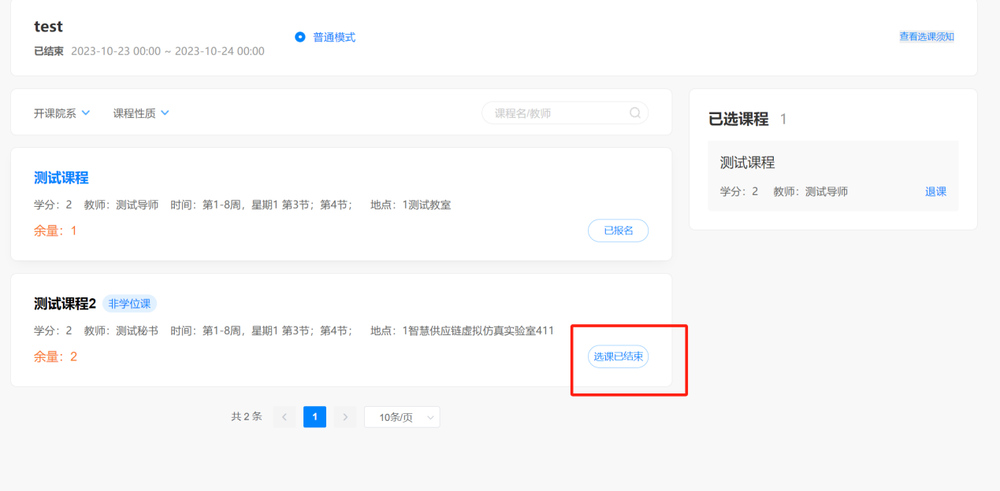 test
已结束 2023-10-23 00:00 ~ 2023-10-24 00:00
普通模式
查看选课须知
开课院系
课程性质
课程名/教师
测试课程
学分：2 教师：测试导师 时间：第1-8周，星期1 第3节；第4节； 地点：1测试教室
余量：1
已报名
测试课程2 非学位课
学分：2 教师：测试秘书 时间：第1-8周，星期1 第3节；第4节； 地点：1智慧供应链虚拟仿真实验室411
余量：2
选课已结束
共 2 条 1 10条/页
已选课程 1
测试课程
学分：2 教师：测试导师 退课